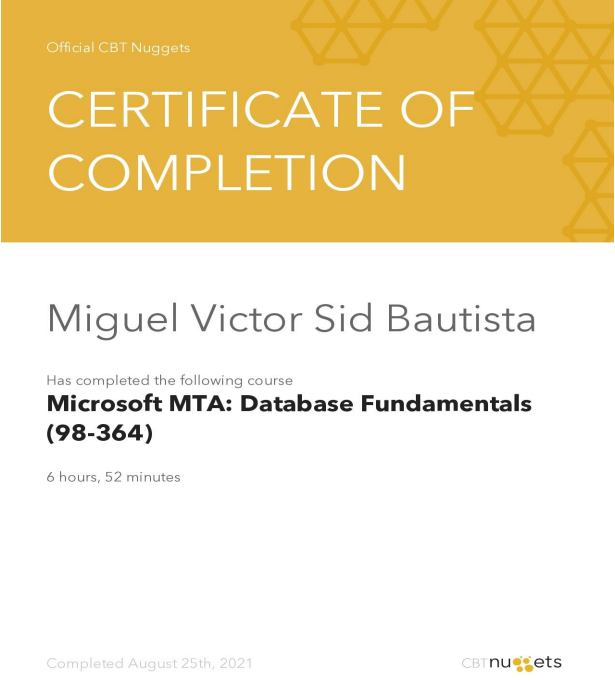 Official CBT Nuggets
CERTIFICATE OF
COMPLETION
Miguel Victor Sid Bautista
Has completed the following course
Microsoft MTA: Database Fundamentals
(98-364)
6 hours, 52 minutes
Completed August 25th, 2021
CBTnuggets